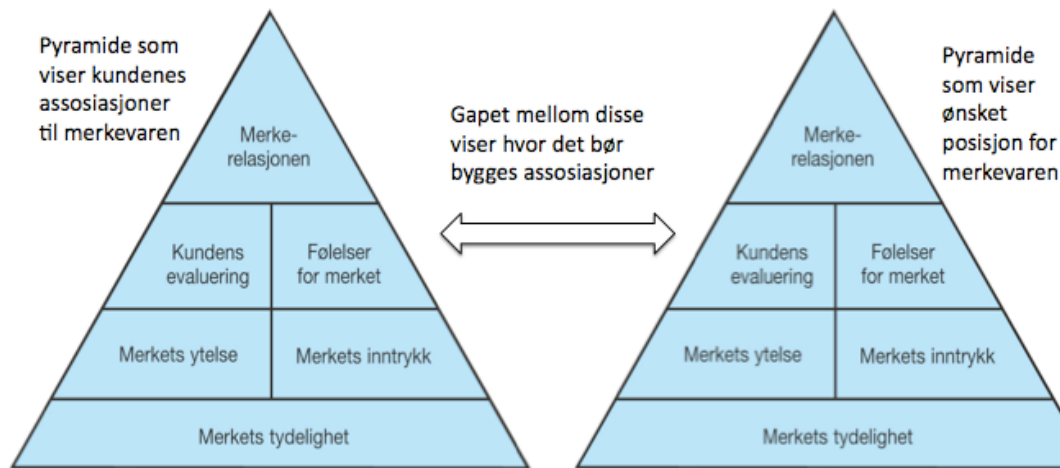 Pyramide som
viser kundenes
assosiasjoner
til merkevaren
Merke-
relasjonen
Kundens
evaluering
Følelser
for merket
Merkets ytelse
Merkets inntrykk
Merkets tydelighet
Gapet mellom disse
viser hvor det bør
bygges assosiasjoner
Pyramide
som viser
ønsket
posisjon for
merkevaren
Merke-
relasjonen
Kundens
evaluering
Følelser
for merket
Merkets ytelse
Merkets inntrykk
Merkets tydelighet